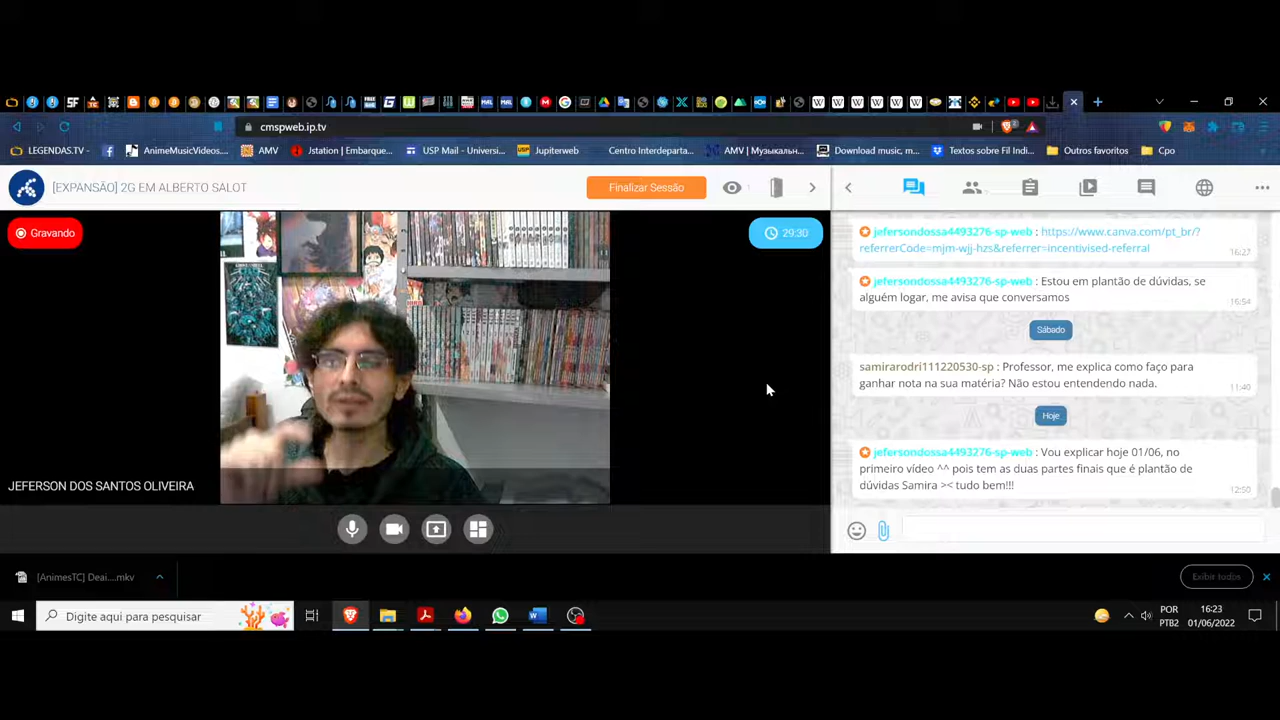 cmspweb.ip.tv
LEGENDAS.TV -
AnimeMusicVideos...
AMV
Jstation | Embarque...
USP Mail - Universi...
Jupiterweb
Centro Interdeparta...
AMV | Музыкальн...
Download music, m...
Textos sobre Fil Indi...
Outros favoritos
Cpo
[EXPANSÃO] 2G EM ALBERTO SALOT
Finalizar Sessão
1
Gravando
29:30
JEFERSON DOS SANTOS OLIVEIRA
jefersondossa4493276-sp-web : https://www.canva.com/pt_br/?
referrerCode=mjm-wjj-hzs&referrer=incentivised-referral
16:27
jefersondossa4493276-sp-web : Estou em plantão de dúvidas, se
alguém logar, me avisa que conversamos
16:54
Sábado
samirarodri111220530-sp : Professor, me explica como faço para
ganhar nota na sua matéria? Não estou entendendo nada.
11:40
Hoje
jefersondossa4493276-sp-web : Vou explicar hoje 01/06, no
primeiro vídeo ^^ pois tem as duas partes finais que é plantão de
dúvidas Samira >< tudo bem!!!
12:50
[AnimesTC] Deai....mkv
Exibir todos
Digite aqui para pesquisar
POR
PTB2
16:23
01/06/2022